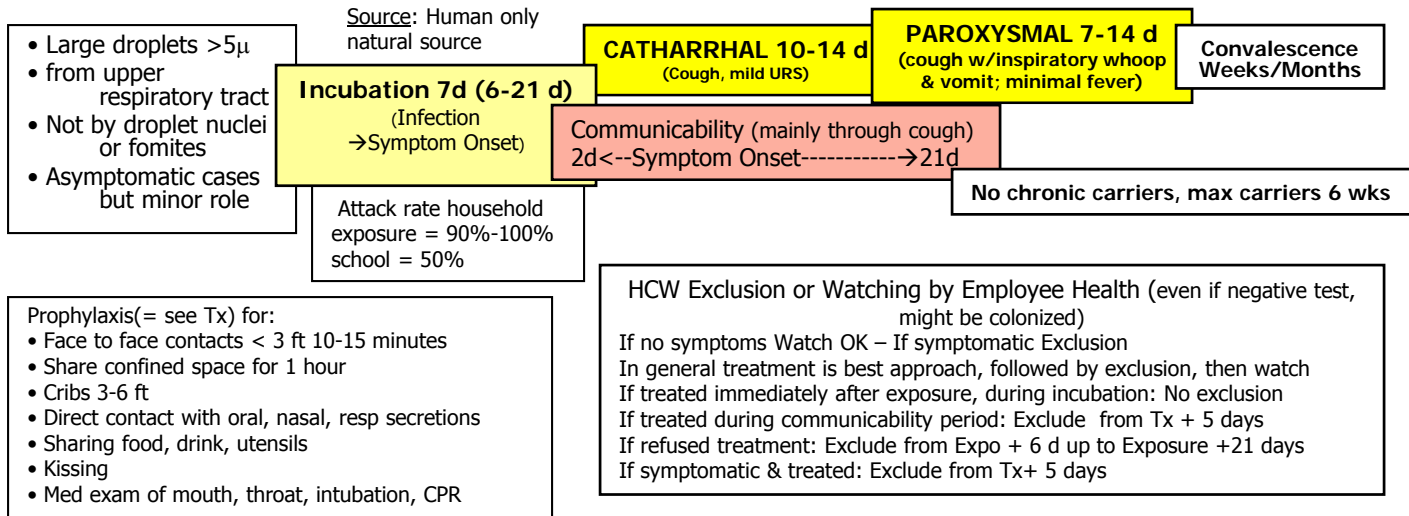 • Large droplets >5μ
• from upper
respiratory tract
• Not by droplet nuclei
or fomites
• Asymptomatic cases
but minor role
Source: Human only
natural source
Incubation 7d (6-21 d)
(Infection
→Symptom Onset)
Attack rate household
exposure = 90%-100%
school = 50%
CATHARRHAL 10-14 d
(Cough, mild URS)
PAROXYSMAL 7-14 d
(cough w/inspiratory whoop
& vomit; minimal fever)
Convalescence
Weeks/Months
Communicability (mainly through cough)
2d<--Symptom Onset-----------→21d
No chronic carriers, max carriers 6 wks
Prophylaxis(= see Tx) for:
• Face to face contacts < 3 ft 10-15 minutes
• Share confined space for 1 hour
• Cribs 3-6 ft
• Direct contact with oral, nasal, resp secretions
• Sharing food, drink, utensils
• Kissing
• Med exam of mouth, throat, intubation, CPR
HCW Exclusion or Watching by Employee Health (even if negative test,
might be colonized)
If no symptoms Watch OK – If symptomatic Exclusion
In general treatment is best approach, followed by exclusion, then watch
If treated immediately after exposure, during incubation: No exclusion
If treated during communicability period: Exclude from Tx + 5 days
If refused treatment: Exclude from Expo + 6 d up to Exposure +21 days
If symptomatic & treated: Exclude from Tx+ 5 days